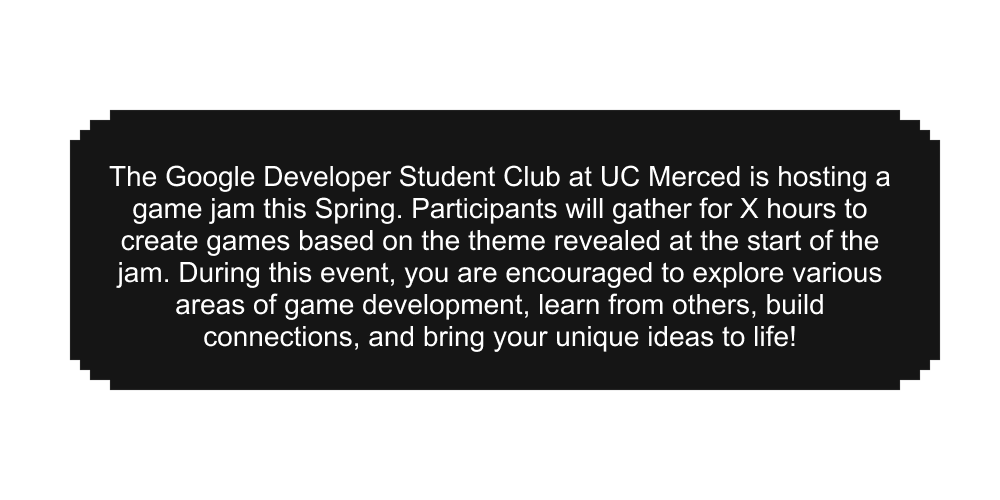 The Google Developer Student Club at UC Merced is hosting a
game jam this Spring. Participants will gather for X hours to
create games based on the theme revealed at the start of the
jam. During this event, you are encouraged to explore various
areas of game development, learn from others, build
connections, and bring your unique ideas to life!